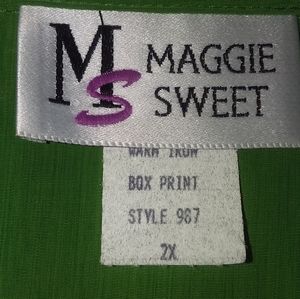 MS MAGGIE
SWEET
WARM IRON
BOX PRINT
STYLE 987
2X